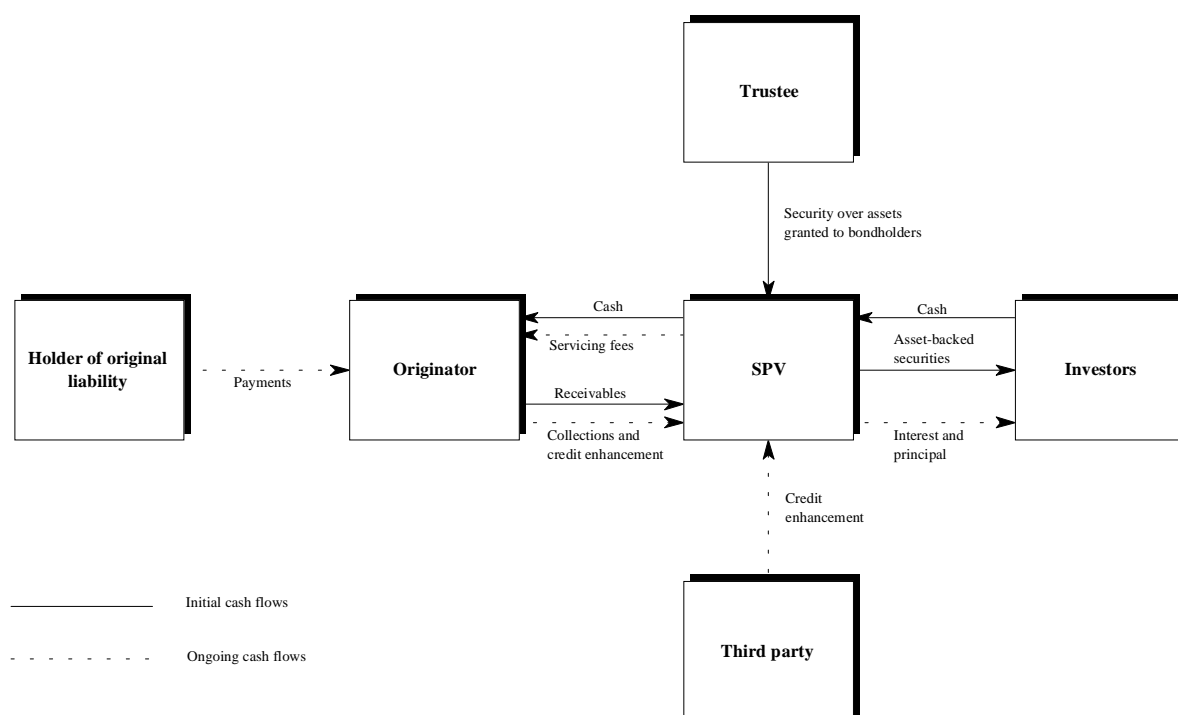 Trustee
Security over assets
granted to bondholders
Cash
Cash
Servicing fees
Asset-backed
securities
Holder of original
liability
Payments
Originator
SPV
Investors
Receivables
Collections and
credit enhancement
Interest and
principal
Credit
enhancement
Initial cash flows
Ongoing cash flows
Third party